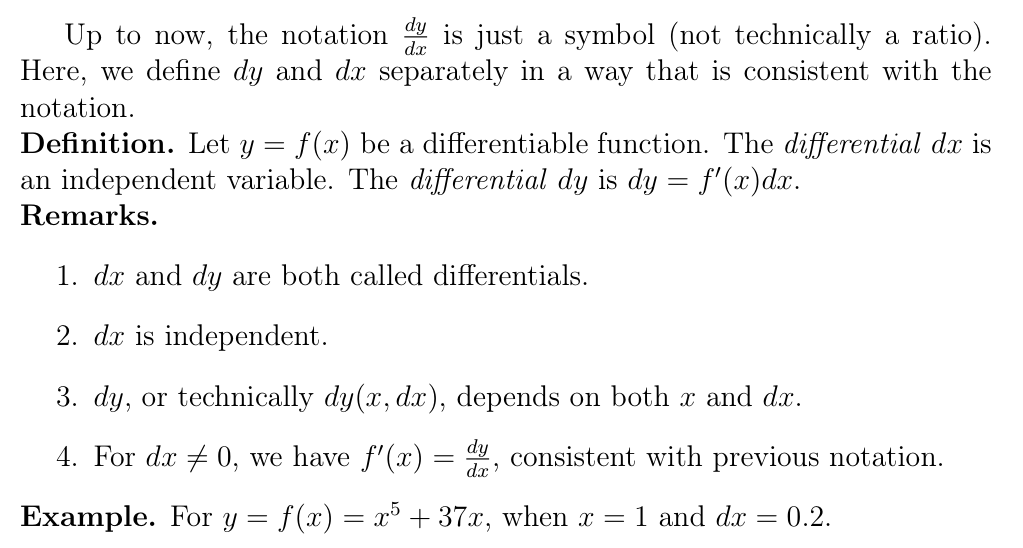 Up to now, the notation $\frac{dy}{dx}$ is just a symbol (not technically a ratio).
Here, we define $dy$ and $dx$ separately in a way that is consistent with the
notation.
Definition. Let $y = f(x)$ be a differentiable function. The differential $dx$ is
an independent variable. The differential $dy$ is $dy = f'(x)dx$.
Remarks.
1. $dx$ and $dy$ are both called differentials.
2. $dx$ is independent.
3. $dy$, or technically $dy(x, dx)$, depends on both $x$ and $dx$.
4. For $dx \neq 0$, we have $f'(x) = \frac{dy}{dx}$, consistent with previous notation.
Example. For $y = f(x) = x^5 + 37x$, when $x = 1$ and $dx = 0.2$.